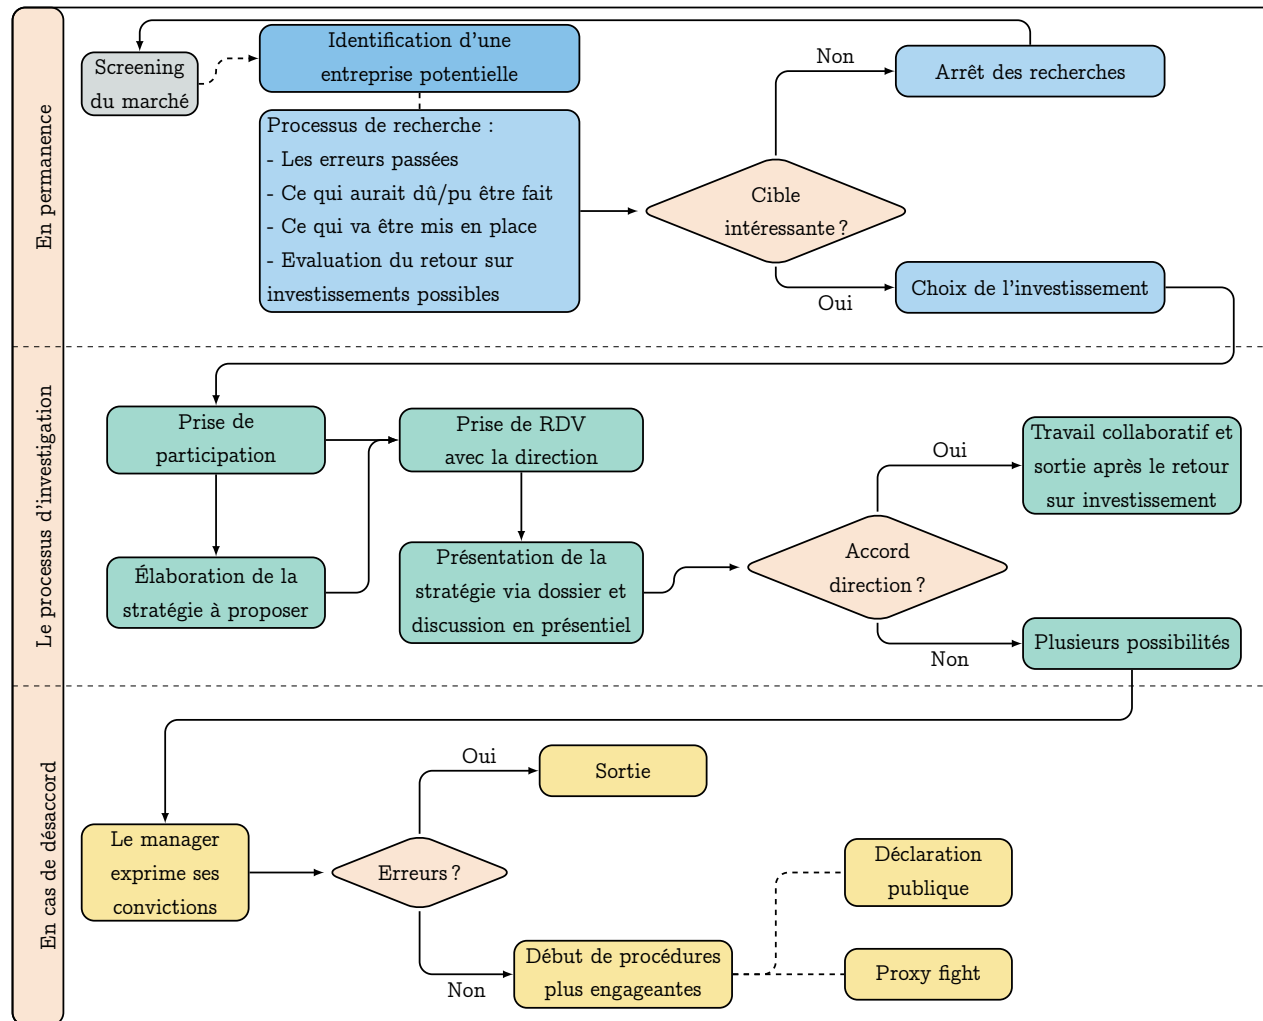 En permanence
Screening
du marché
Identification d'une
entreprise potentielle
Processus de recherche :
- Les erreurs passées
- Ce qui aurait dû/pu être fait
- Ce qui va être mis en place
- Evaluation du retour sur
investissements possibles
Cible
intéressante ?
Non
Arrêt des recherches
Oui
Choix de l'investissement
Le processus d'investigation
Prise de
participation
Élaboration de la
stratégie à proposer
Prise de RDV
avec la direction
Présentation de la
stratégie via dossier et
discussion en présentiel
Accord
direction ?
Oui
Travail collaboratif et
sortie après le retour
sur investissement
Non
Plusieurs possibilités
En cas de désaccord
Le manager
exprime ses
convictions
Erreurs ?
Oui
Sortie
Non
Début de procédures
plus engageantes
Déclaration
publique
Proxy fight